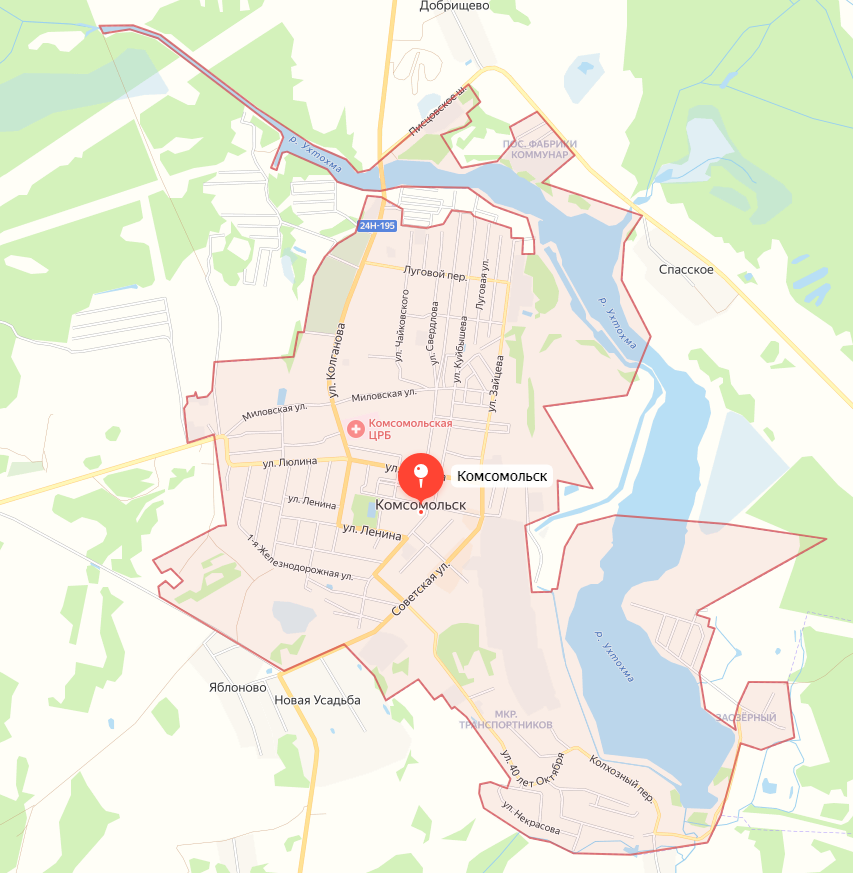 Добрищево
Писцовское ш.
р. Ухтохма
ПОС. ФАБРИКИ
КОММУНАР
24Н-195
Спасское
Луговой пер.
Луговая ул.
ул. Чайковского
ул. Свердлова
ул. Куйбышева
р. Ухтохма
ул. Колганова
ул. Зайцева
Миловская ул.
Миловская ул.
Комсомольская
ЦРБ
ул. Люлина
ул.
Комсомольск
Комсомольск
ул. Ленина
ул. Ленина
1-я Железнодорожная ул.
Советская ул.
р. Ухтохма
Яблоново
Новая Усадьба
МКР.
ТРАНСПОРТНИКОВ
ЗАОЗЁРНЫЙ
ул. 40 лет Октября
Колхозный пер.
ул. Некрасова